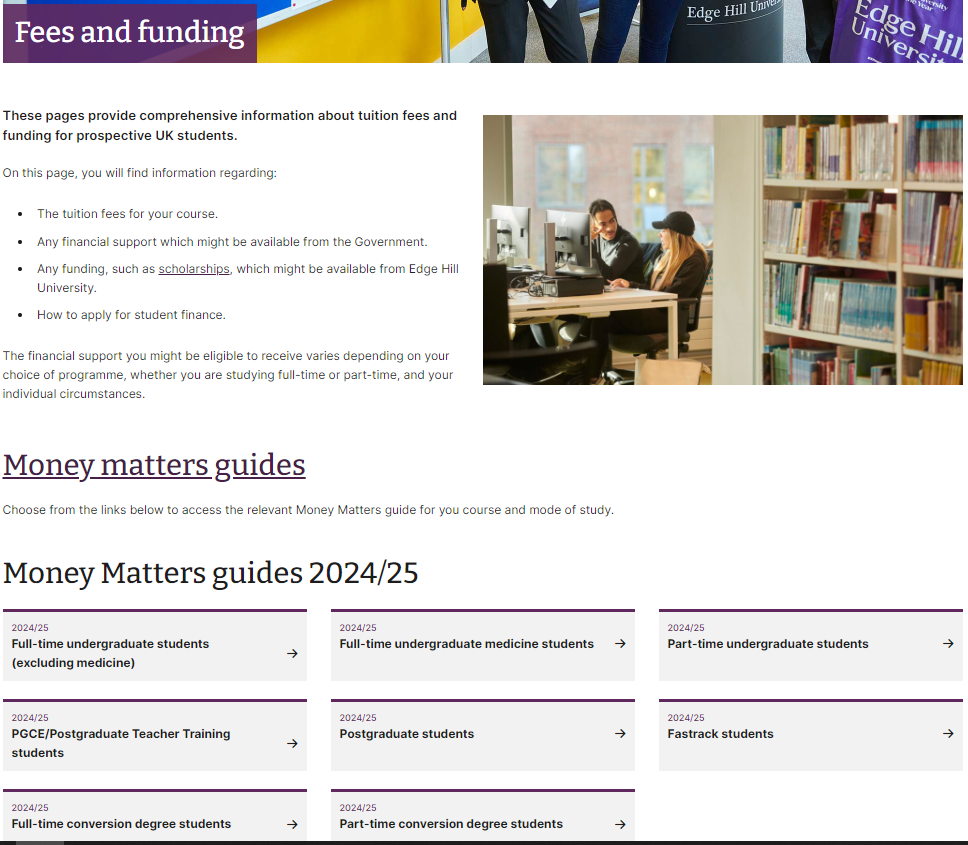 Edge Hill University
Edge Hill
University
Fees and funding
These pages provide comprehensive information about tuition fees and
funding for prospective UK students.
On this page, you will find information regarding:
The tuition fees for your course.
Any financial support which might be available from the Government.
Any funding, such as scholarships, which might be available from Edge Hill
University.
How to apply for student finance.
The financial support you might be eligible to receive varies depending on your
choice of programme, whether you are studying full-time or part-time, and your
individual circumstances.
Money matters guides
Choose from the links below to access the relevant Money Matters guide for you course and mode of study.
Money Matters guides 2024/25
2024/25
Full-time undergraduate students
(excluding medicine)
2024/25
Full-time undergraduate medicine students
2024/25
Part-time undergraduate students
2024/25
PGCE/Postgraduate Teacher Training
students
2024/25
Postgraduate students
2024/25
Fastrack students
2024/25
Full-time conversion degree students
2024/25
Part-time conversion degree students